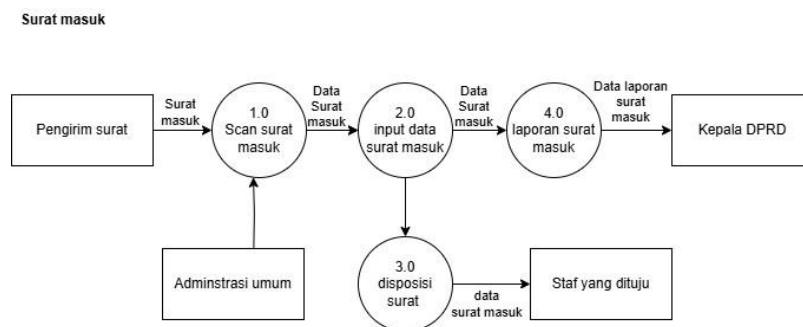 Surat masuk
Pengirim surat
Surat
masuk
1.0
Scan surat
masuk
Data
Surat
masuk
2.0
input data
surat masuk
Data
Surat
masuk
4.0
laporan surat
masuk
Data laporan
surat
masuk
Kepala DPRD
Adminstrasi umum
3.0
disposisi
surat
data
surat masuk
Staf yang dituju